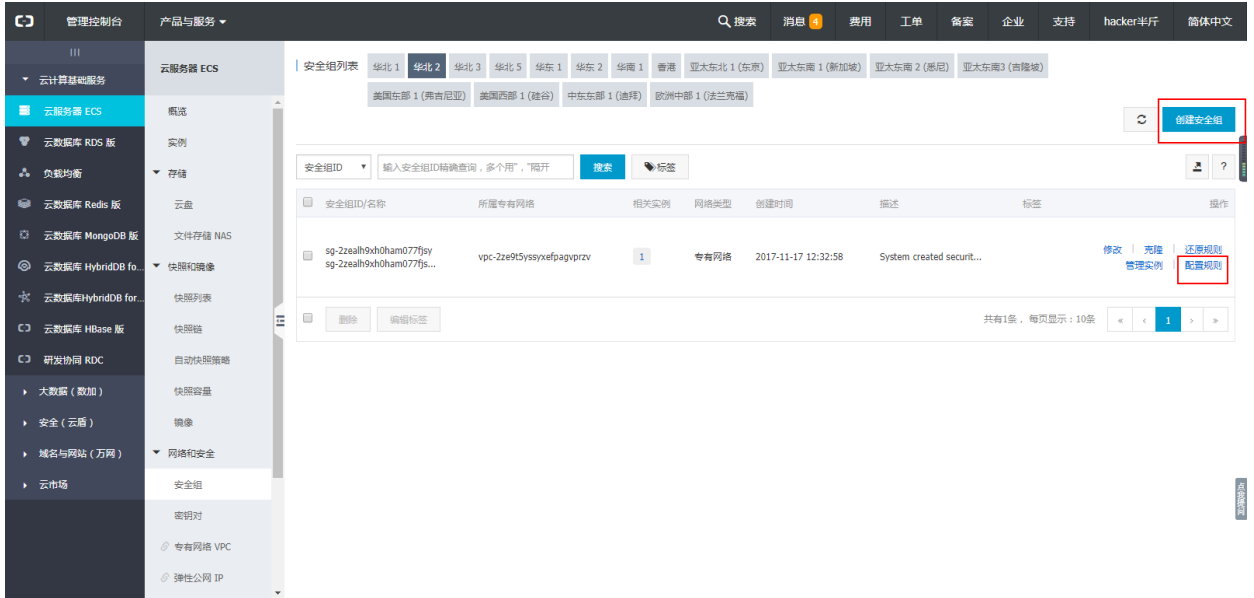 管理控制台 产品与服务 搜索 消息 4 费用 工单 备案 企业 支持 hacker半斤 简体中文
云计算基础服务
云服务器 ECS
云数据库 RDS 版
负载均衡
云数据库 Redis 版
云数据库 MongoDB 版
云数据库 HybridDB fo...
云数据库HybridDB for...
云数据库 HBase 版
研发协同 RDC
大数据 ( 数加 )
安全 ( 云盾 )
域名与网站 ( 万网 )
云市场
云服务器 ECS
概览
实例
存储
云盘
文件存储 NAS
快照和镜像
快照列表
快照链
自动快照策略
快照容量
镜像
网络和安全
安全组
密钥对
专有网络 VPC
弹性公网 IP
安全组列表 华北 1 华北 2 华北 3 华北 5 华东 1 华东 2 华南 1 香港 亚太东北 1 (东京) 亚太东南 1 (新加坡) 亚太东南 2 (悉尼) 亚太东南3 (吉隆坡)
美国东部 1 (弗吉尼亚) 美国西部 1 (硅谷) 中东东部 1 (迪拜) 欧洲中部 1 (法兰克福)
创建安全组
安全组ID 输入安全组ID精确查询，多个用","隔开 搜索 标签 ?
安全组ID/名称 所属专有网络 相关实例 网络类型 创建时间 描述 标签 操作
sg-2zealh9xh0ham077fjsy
sg-2zealh9xh0ham077fjs...
vpc-2ze9t5yssyxefpagvprzv 1 专有网络 2017-11-17 12:32:58 System created securit...
修改 克隆 还原规则
管理实例 配置规则
删除 编辑标签 共有1条，每页显示：10条 « ‹ 1 › »
点我提问